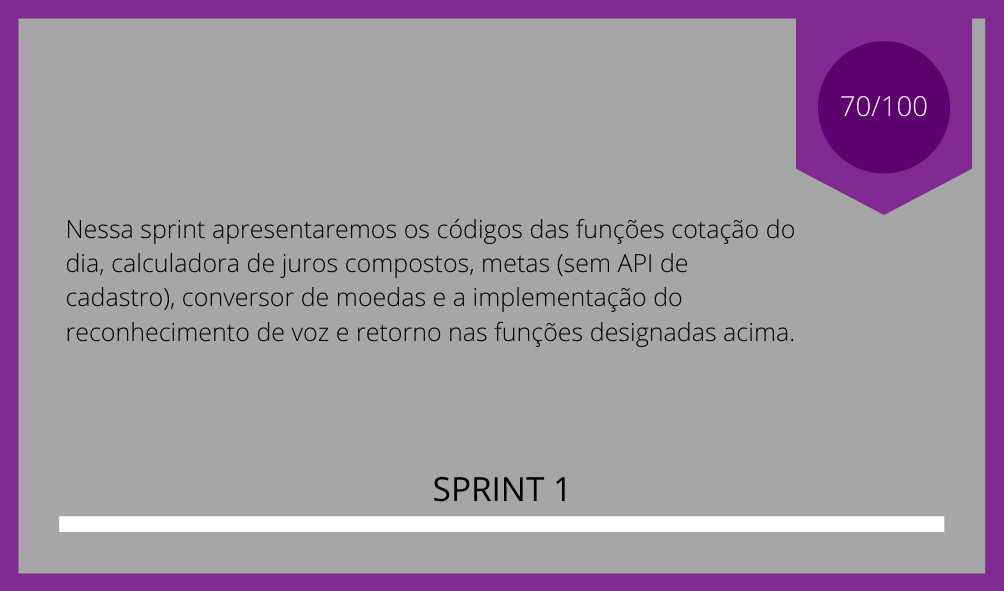 70/100
Nessa sprint apresentaremos os códigos das funções cotação do
dia, calculadora de juros compostos, metas (sem API de
cadastro), conversor de moedas e a implementação do
reconhecimento de voz e retorno nas funções designadas acima.
SPRINT 1